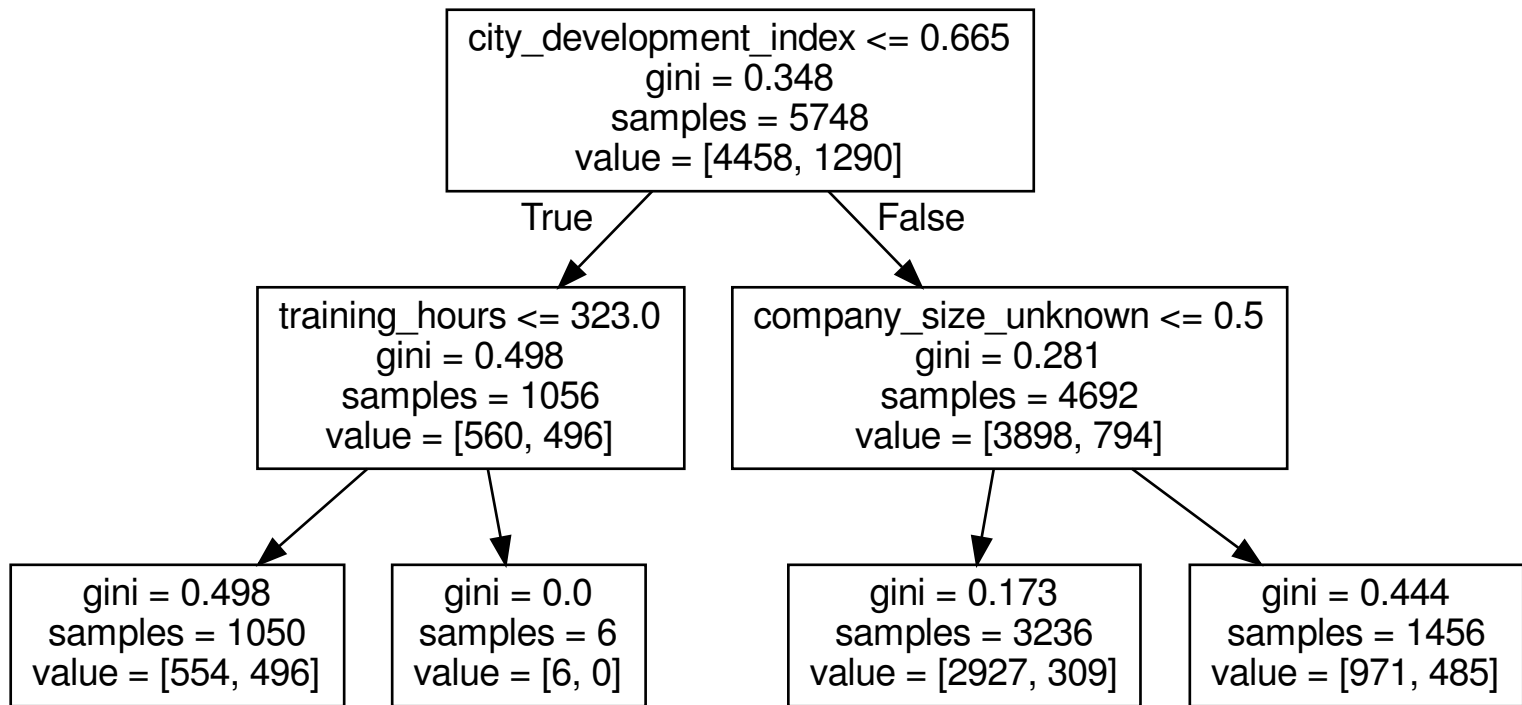 city_development_index <= 0.665
gini = 0.348
samples = 5748
value = [4458, 1290]
True
False
training_hours <= 323.0
gini = 0.498
samples = 1056
value = [560, 496]
company_size_unknown <= 0.5
gini = 0.281
samples = 4692
value = [3898, 794]
gini = 0.498
samples = 1050
value = [554, 496]
gini = 0.0
samples = 6
value = [6, 0]
gini = 0.173
samples = 3236
value = [2927, 309]
gini = 0.444
samples = 1456
value = [971, 485]